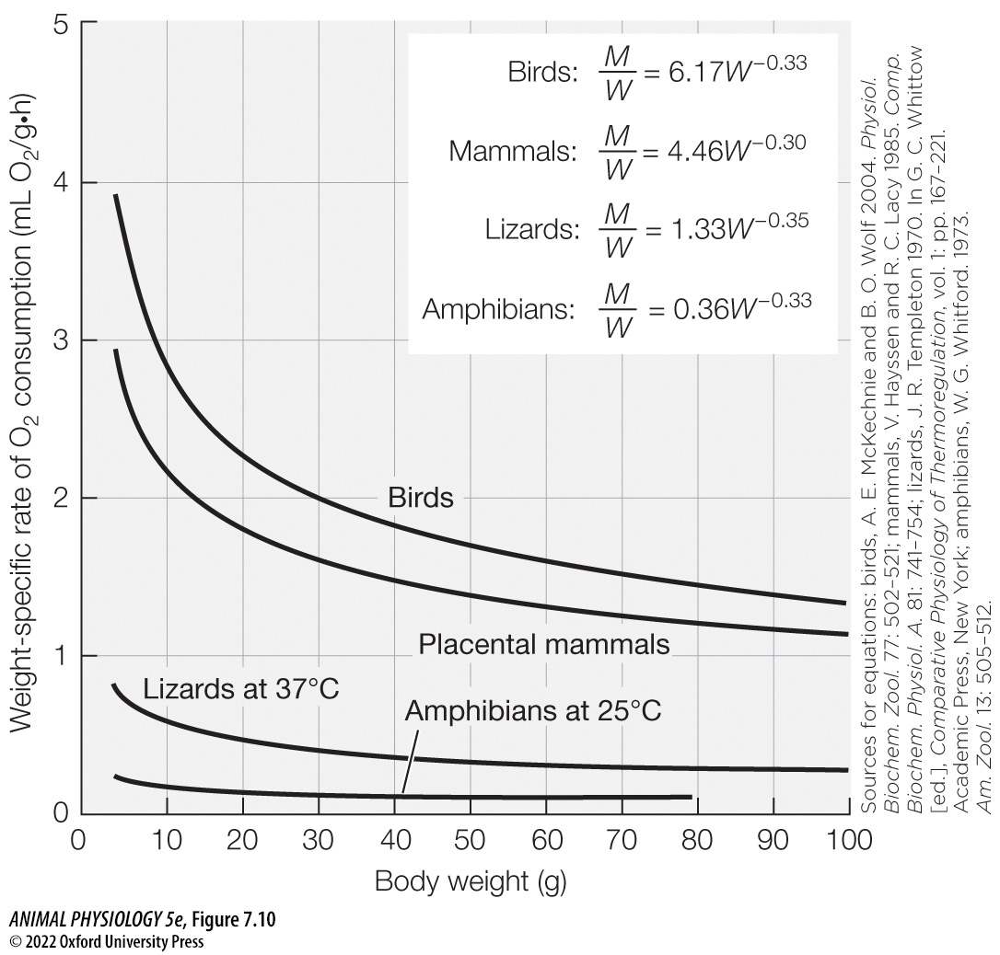 5
4
3
2
1
0
Weight-specific rate of O₂ consumption (mL O₂/g•h)
Birds: M/W = 6.17W⁻⁰·³³
Mammals: M/W = 4.46W⁻⁰·³⁰
Lizards: M/W = 1.33W⁻⁰·³⁵
Amphibians: M/W = 0.36W⁻⁰·³³
Birds
Placental mammals
Lizards at 37°C
Amphibians at 25°C
0 10 20 30 40 50 60 70 80 90 100
Body weight (g)
Sources for equations: birds, A. E. McKechnie and B. O. Wolf 2004. Physiol.
Biochem. Zool. 77: 502–521; mammals, V. Hayssen and R. C. Lacy 1985. Comp.
Biochem. Physiol. A. 81: 741–754; lizards, J. R. Templeton 1970. In G. C. Whittow
[ed.], Comparative Physiology of Thermoregulation, vol. 1: pp. 167–221.
Academic Press, New York; amphibians, W. G. Whitford. 1973.
Am. Zool. 13: 505–512.
ANIMAL PHYSIOLOGY 5e, Figure 7.10
© 2022 Oxford University Press